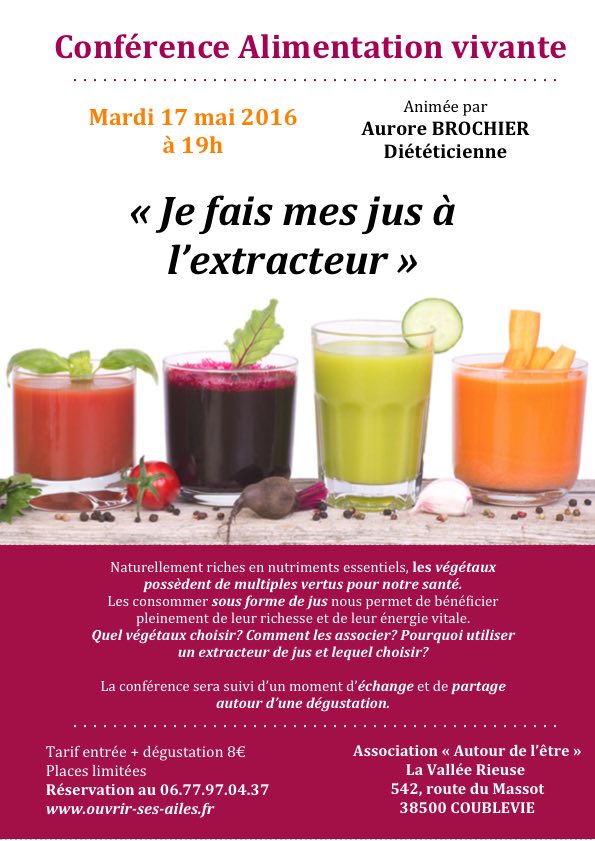 Conférence Alimentation vivante
Mardi 17 mai 2016
à 19h
Animée par
Aurore BROCHIER
Diététicienne
« Je fais mes jus à
l’extracteur »
Naturellement riches en nutriments essentiels, les végétaux
possèdent de multiples vertus pour notre santé.
Les consommer sous forme de jus nous permet de bénéficier
pleinement de leur richesse et de leur énergie vitale.
Quel végétaux choisir? Comment les associer? Pourquoi utiliser
un extracteur de jus et lequel choisir?
La conférence sera suivi d’un moment d’échange et de partage
autour d’une dégustation.
Tarif entrée + dégustation 8€
Places limitées
Réservation au 06.77.97.04.37
www.ouvrir-ses-ailes.fr
Association « Autour de l’être »
La Vallée Rieuse
542, route du Massot
38500 COUBLEVIE